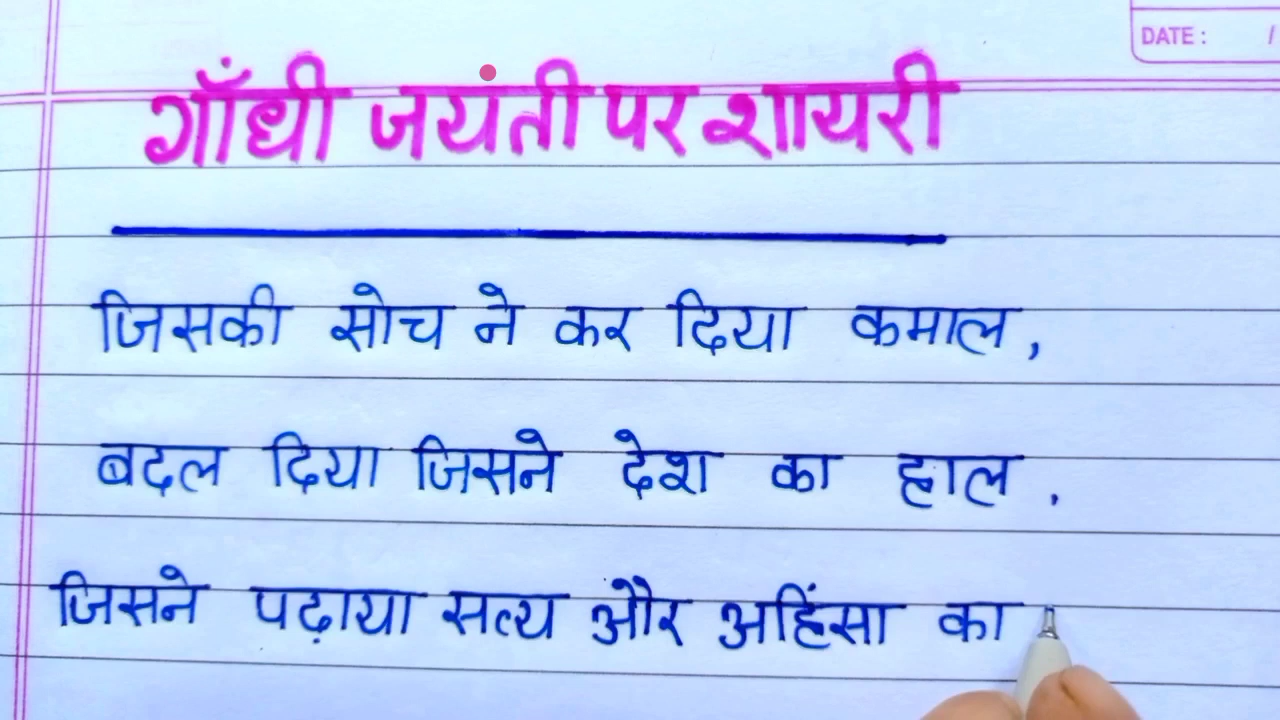 DATE : /
गाँधी जयंती पर शायरी
जिसकी सोच ने कर दिया कमाल ,
बदल दिया जिसने देश का हाल .
जिसने पढ़ाया सत्य और अहिंसा का